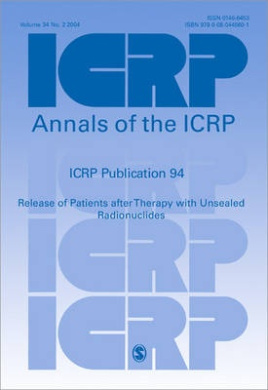 Volume 34 No. 2 2004
ISSN 0146-6453
ISBN 978-0-08-044560-1
ICRP
Annals of the ICRP
ICRP Publication 94
Release of Patients after Therapy with Unsealed
Radionuclides
ICRP
ICRP
ICRP
S